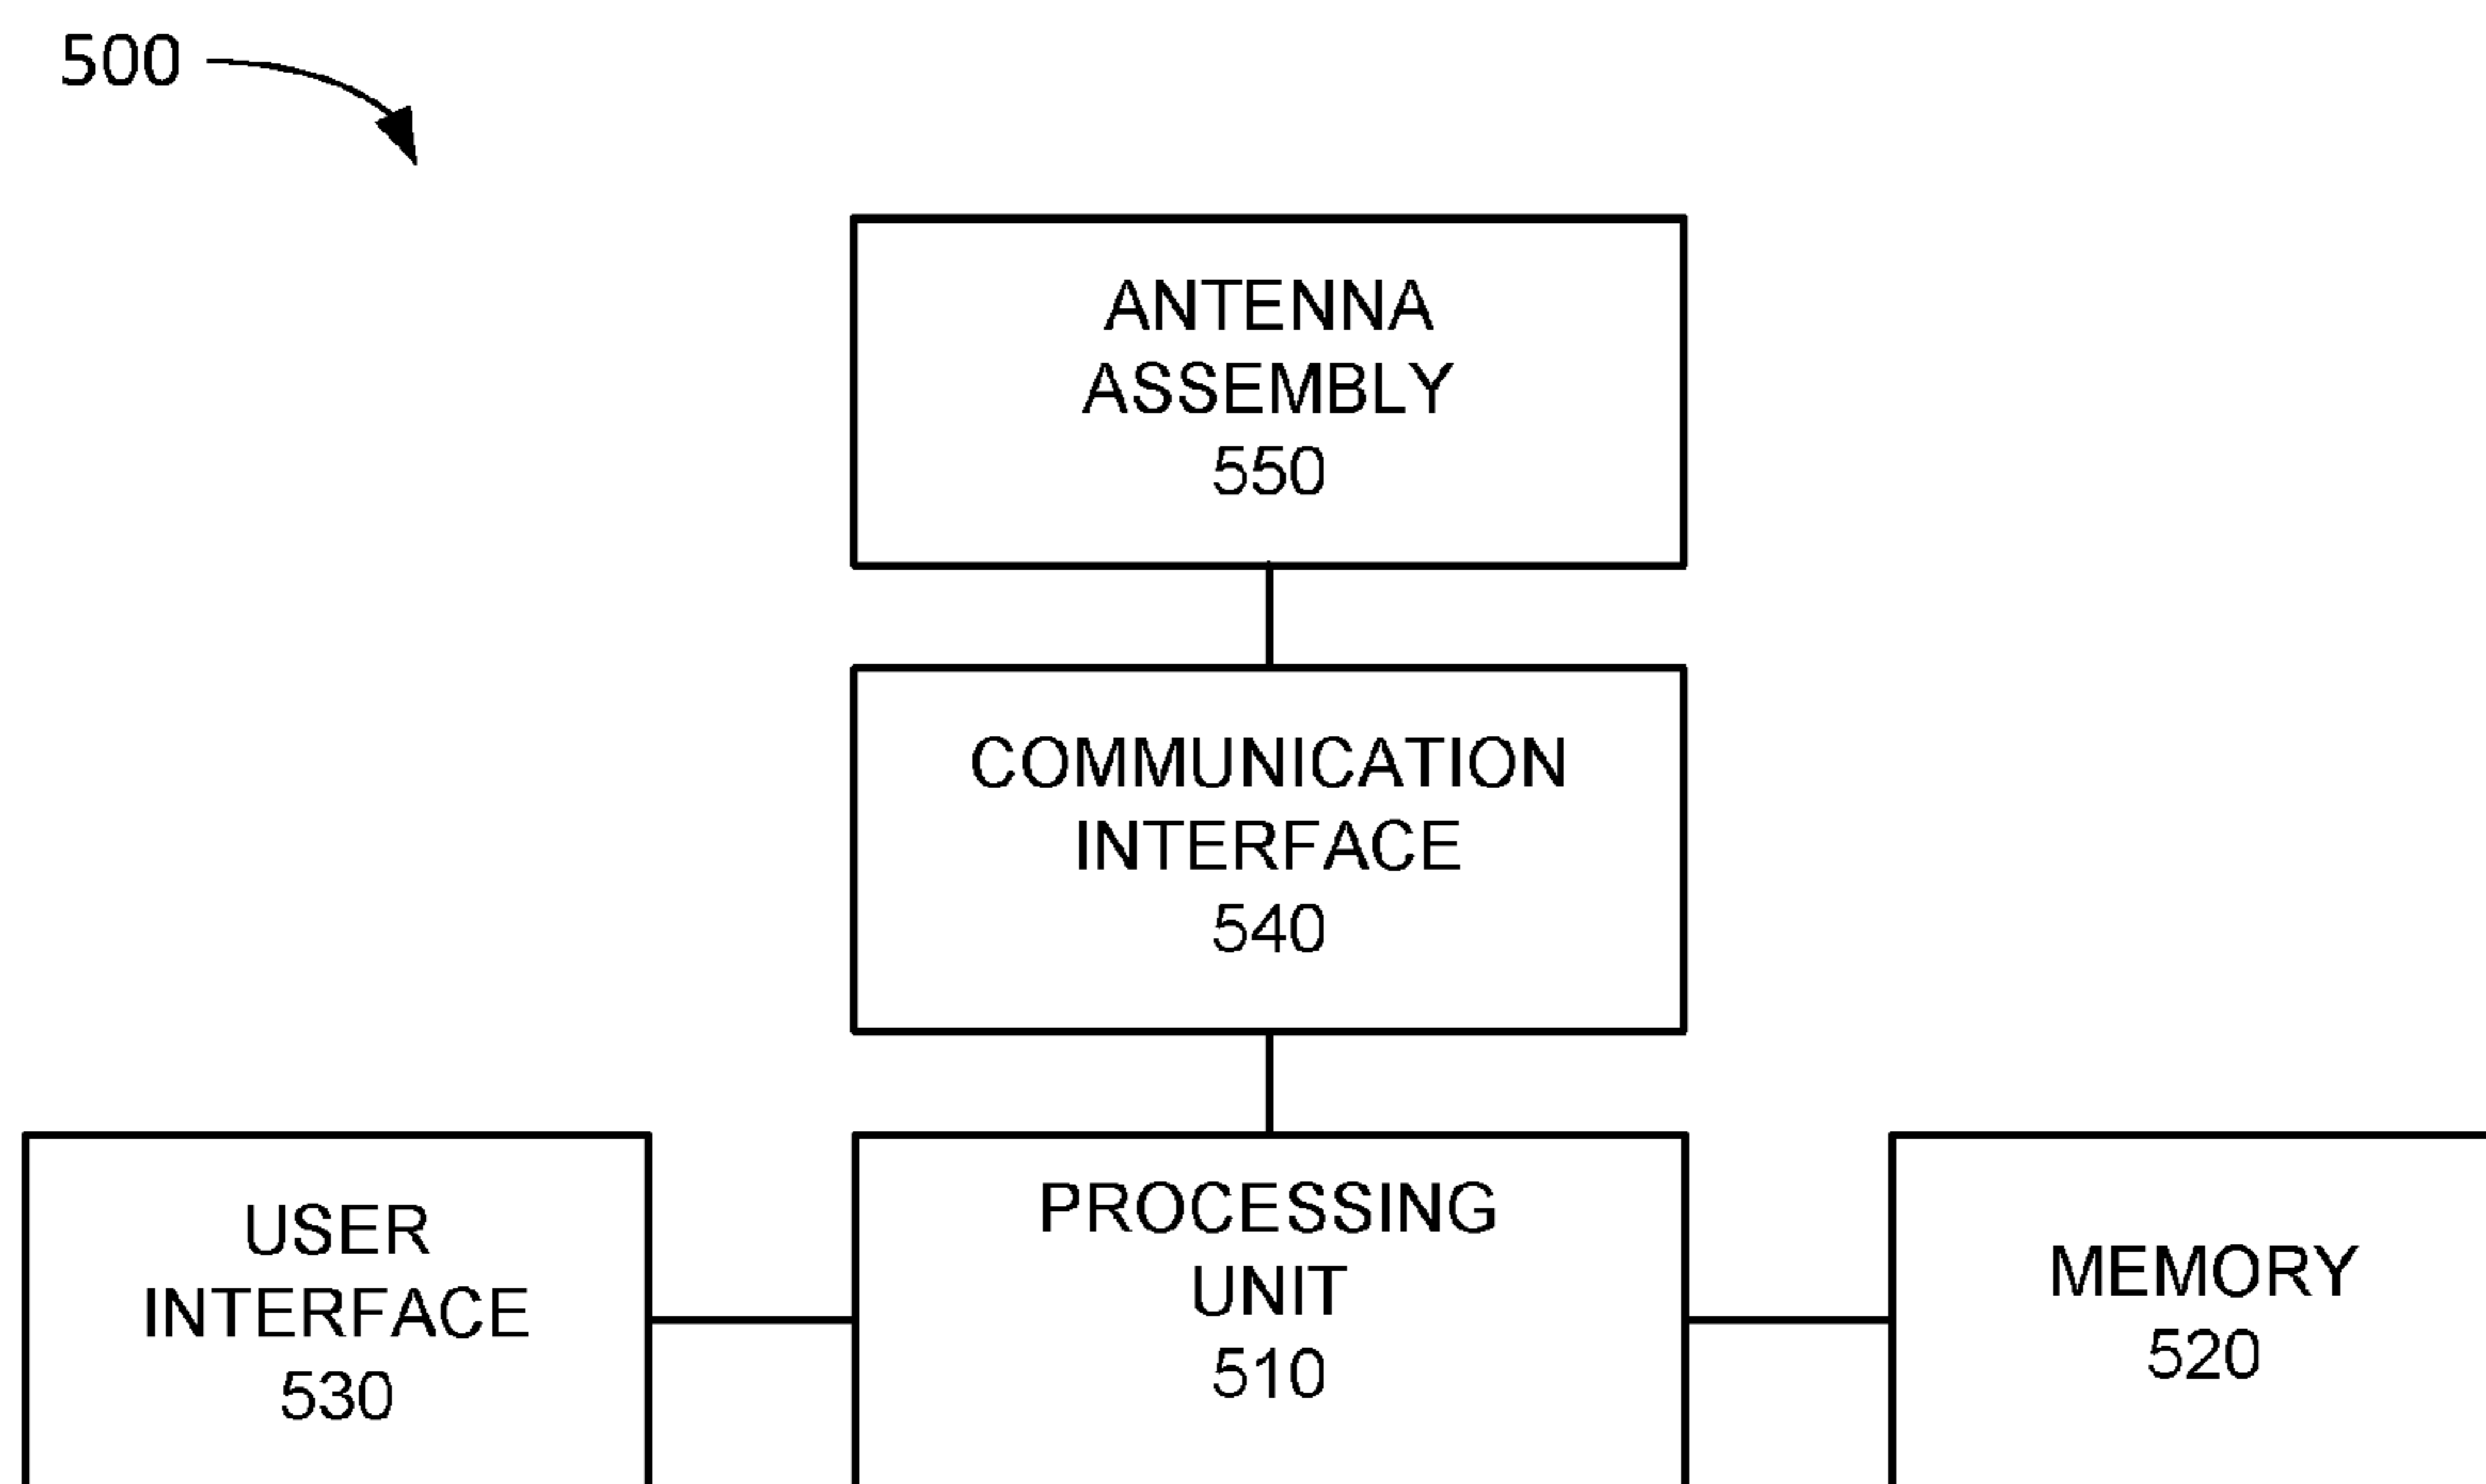 500
ANTENNA
ASSEMBLY
550
COMMUNICATION
INTERFACE
540
USER
INTERFACE
530
PROCESSING
UNIT
510
MEMORY
520